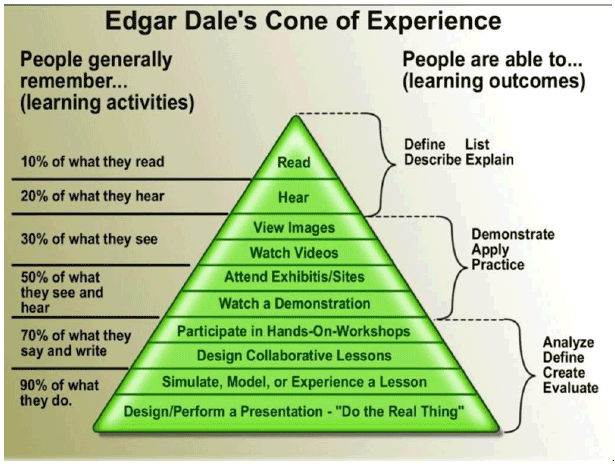 Edgar Dale's Cone of Experience
People generally
remember...
(learning activities)
People are able to...
(learning outcomes)
10% of what they read
20% of what they hear
30% of what they see
50% of what
they see and
hear
70% of what they
say and write
90% of what
they do.
Read
Hear
View Images
Watch Videos
Attend Exhibitis/Sites
Watch a Demonstration
Participate in Hands-On-Workshops
Design Collaborative Lessons
Simulate, Model, or Experience a Lesson
Design/Perform a Presentation - "Do the Real Thing"
Define List
Describe Explain
Demonstrate
Apply
Practice
Analyze
Define
Create
Evaluate